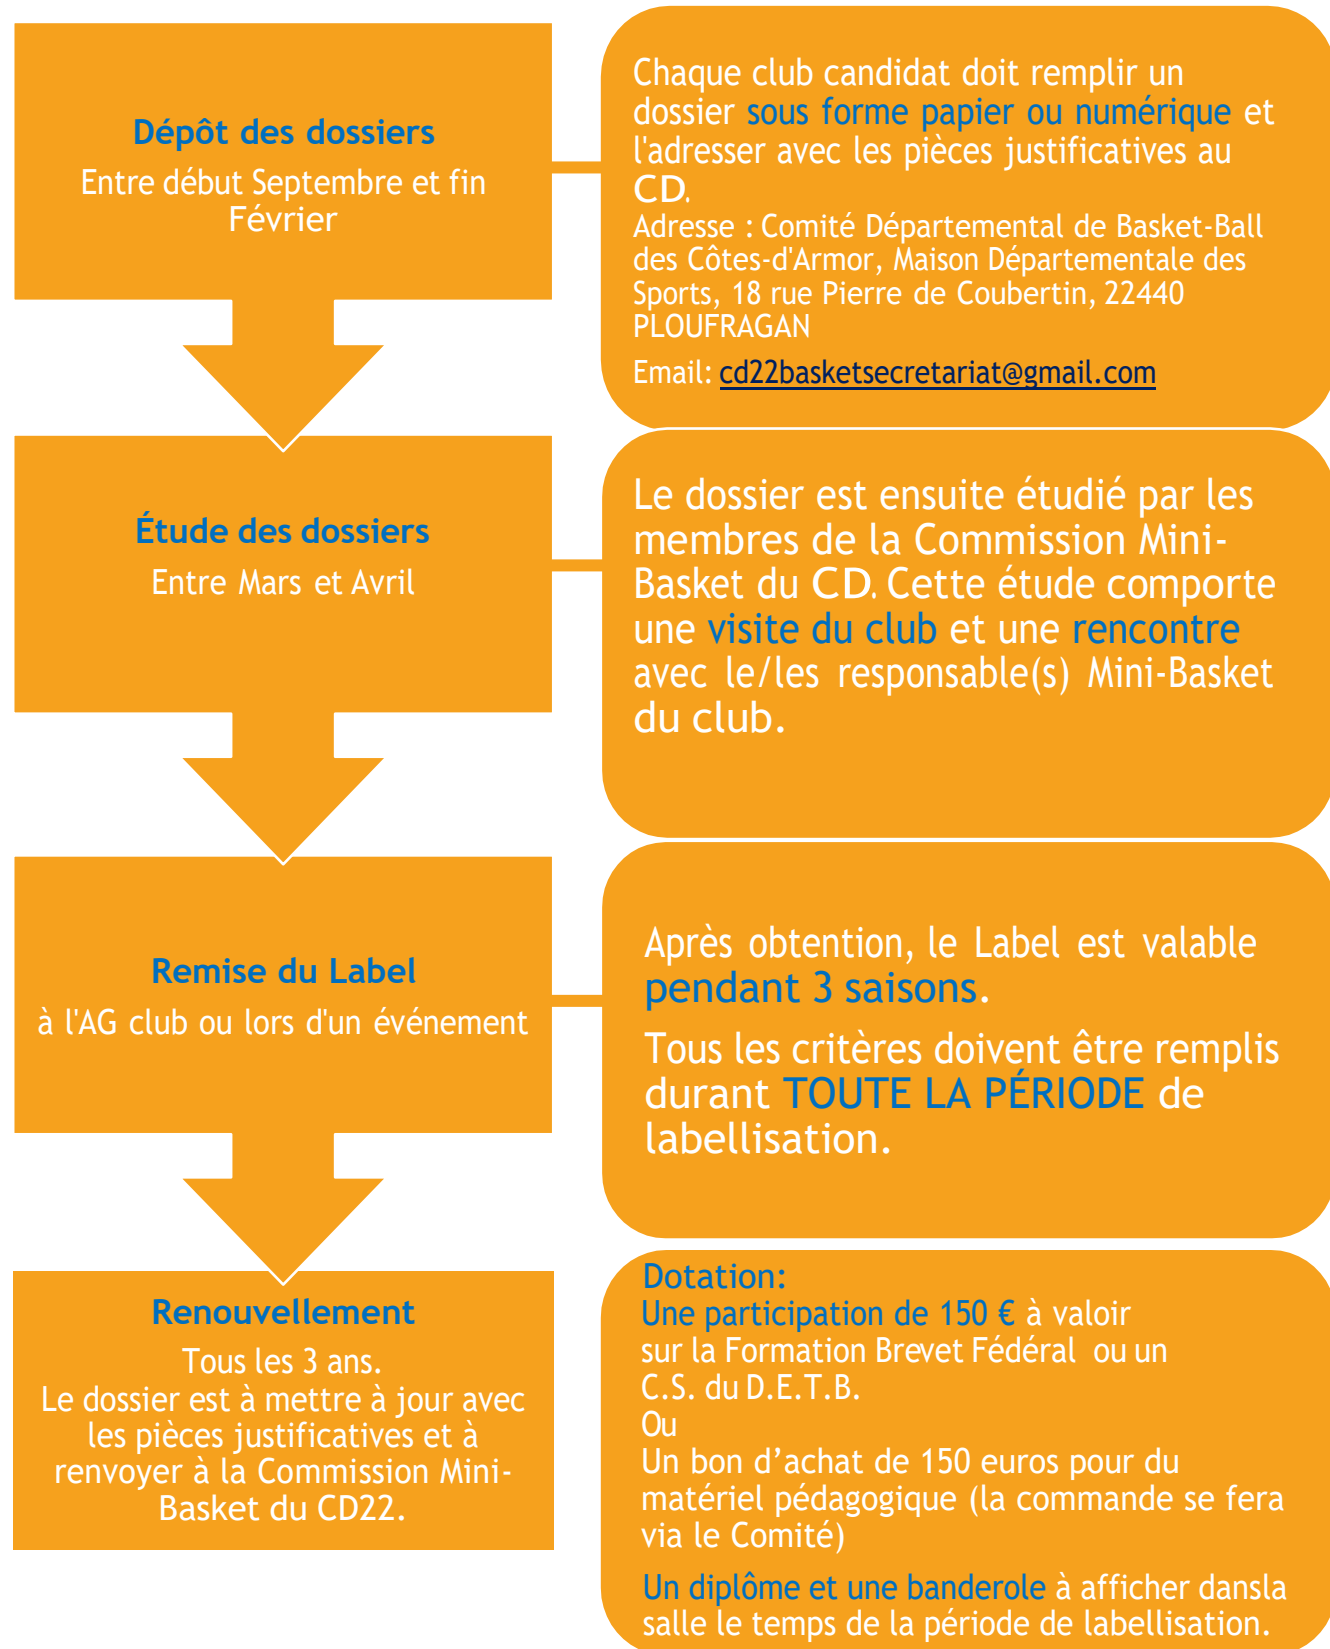 Dépôt des dossiers
Entre début Septembre et fin
Février
Chaque club candidat doit remplir un
dossier sous forme papier ou numérique et
l'adresser avec les pièces justificatives au
CD.
Adresse : Comité Départemental de Basket-Ball
des Côtes-d'Armor, Maison Départementale des
Sports, 18 rue Pierre de Coubertin, 22440
PLOUFRAGAN
Email: cd22basketsecretariat@gmail.com
Étude des dossiers
Entre Mars et Avril
Le dossier est ensuite étudié par les
membres de la Commission Mini-
Basket du CD. Cette étude comporte
une visite du club et une rencontre
avec le/les responsable(s) Mini-Basket
du club.
Remise du Label
à l'AG club ou lors d'un événement
Après obtention, le Label est valable
pendant 3 saisons.
Tous les critères doivent être remplis
durant TOUTE LA PÉRIODE de
labellisation.
Renouvellement
Tous les 3 ans.
Le dossier est à mettre à jour avec
les pièces justificatives et à
renvoyer à la Commission Mini-
Basket du CD22.
Dotation:
Une participation de 150 € à valoir
sur la Formation Brevet Fédéral ou un
C.S. du D.E.T.B.
Ou
Un bon d’achat de 150 euros pour du
matériel pédagogique (la commande se fera
via le Comité)
Un diplôme et une banderole à afficher dansla
salle le temps de la période de labellisation.